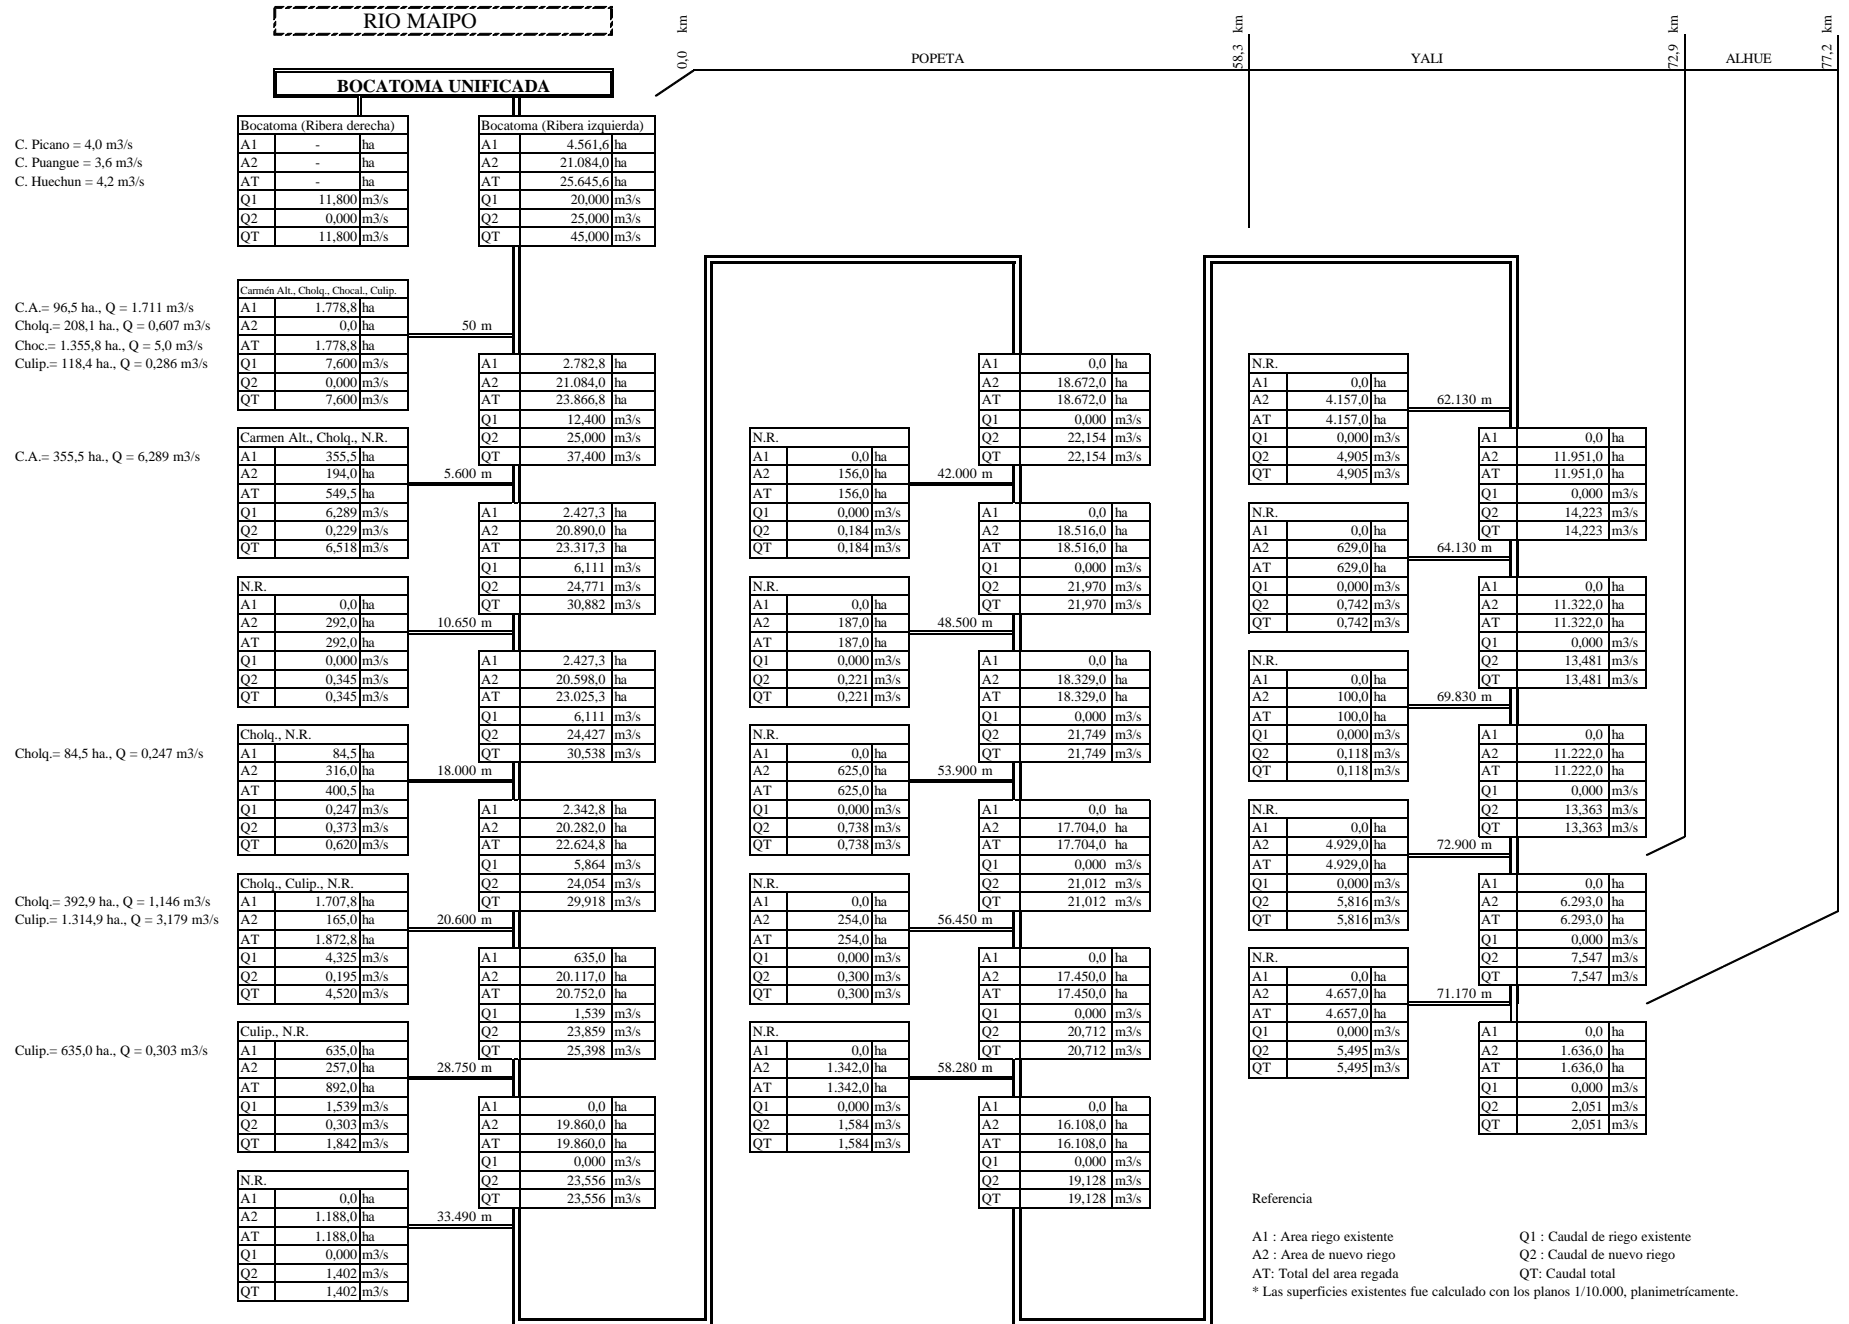 RIO MAIPO
BOCATOMA UNIFICADA
0,0 km
POPETA
58,3 km
YALI
72,9 km
ALHUE
77,2 km
C. Picano = 4,0 m3/s
C. Puangue = 3,6 m3/s
C. Huechun = 4,2 m3/s
Bocatoma (Ribera derecha)
A1 - ha
A2 - ha
AT - ha
Q1 11,800 m3/s
Q2 0,000 m3/s
QT 11,800 m3/s
Bocatoma (Ribera izquierda)
A1 4.561,6 ha
A2 21.084,0 ha
AT 25.645,6 ha
Q1 20,000 m3/s
Q2 25,000 m3/s
QT 45,000 m3/s
C.A.= 96,5 ha., Q = 1.711 m3/s
Cholq.= 208,1 ha., Q = 0,607 m3/s
Choc.= 1.355,8 ha., Q = 5,0 m3/s
Culip.= 118,4 ha., Q = 0,286 m3/s
Carmén Alt., Cholq., Chocal., Culip.
A1 1.778,8 ha
A2 0,0 ha
AT 1.778,8 ha
Q1 7,600 m3/s
Q2 0,000 m3/s
QT 7,600 m3/s
50 m
A1 2.782,8 ha
A2 21.084,0 ha
AT 23.866,8 ha
Q1 12,400 m3/s
Q2 25,000 m3/s
QT 37,400 m3/s
C.A.= 355,5 ha., Q = 6,289 m3/s
Carmen Alt., Cholq., N.R.
A1 355,5 ha
A2 194,0 ha
AT 549,5 ha
Q1 6,289 m3/s
Q2 0,229 m3/s
QT 6,518 m3/s
5.600 m
A1 2.427,3 ha
A2 20.890,0 ha
AT 23.317,3 ha
Q1 6,111 m3/s
Q2 24,771 m3/s
QT 30,882 m3/s
N.R.
A1 0,0 ha
A2 292,0 ha
AT 292,0 ha
Q1 0,000 m3/s
Q2 0,345 m3/s
QT 0,345 m3/s
10.650 m
A1 2.427,3 ha
A2 20.598,0 ha
AT 23.025,3 ha
Q1 6,111 m3/s
Q2 24,427 m3/s
QT 30,538 m3/s
Cholq.= 84,5 ha., Q = 0,247 m3/s
Cholq., N.R.
A1 84,5 ha
A2 316,0 ha
AT 400,5 ha
Q1 0,247 m3/s
Q2 0,373 m3/s
QT 0,620 m3/s
18.000 m
A1 2.342,8 ha
A2 20.282,0 ha
AT 22.624,8 ha
Q1 5,864 m3/s
Q2 24,054 m3/s
QT 29,918 m3/s
Cholq.= 392,9 ha., Q = 1,146 m3/s
Culip.= 1.314,9 ha., Q = 3,179 m3/s
Cholq., Culip., N.R.
A1 1.707,8 ha
A2 165,0 ha
AT 1.872,8 ha
Q1 4,325 m3/s
Q2 0,195 m3/s
QT 4,520 m3/s
20.600 m
A1 635,0 ha
A2 20.117,0 ha
AT 20.752,0 ha
Q1 1,539 m3/s
Q2 23,859 m3/s
QT 25,398 m3/s
Culip.= 635,0 ha., Q = 0,303 m3/s
Culip., N.R.
A1 635,0 ha
A2 257,0 ha
AT 892,0 ha
Q1 1,539 m3/s
Q2 0,303 m3/s
QT 1,842 m3/s
28.750 m
A1 0,0 ha
A2 19.860,0 ha
AT 19.860,0 ha
Q1 0,000 m3/s
Q2 23,556 m3/s
QT 23,556 m3/s
N.R.
A1 0,0 ha
A2 1.188,0 ha
AT 1.188,0 ha
Q1 0,000 m3/s
Q2 1,402 m3/s
QT 1,402 m3/s
33.490 m
A1 0,0 ha
A2 18.672,0 ha
AT 18.672,0 ha
Q1 0,000 m3/s
Q2 22,154 m3/s
QT 22,154 m3/s
N.R.
A1 0,0 ha
A2 156,0 ha
AT 156,0 ha
Q1 0,000 m3/s
Q2 0,184 m3/s
QT 0,184 m3/s
42.000 m
A1 0,0 ha
A2 18.516,0 ha
AT 18.516,0 ha
Q1 0,000 m3/s
Q2 21,970 m3/s
QT 21,970 m3/s
N.R.
A1 0,0 ha
A2 187,0 ha
AT 187,0 ha
Q1 0,000 m3/s
Q2 0,221 m3/s
QT 0,221 m3/s
48.500 m
A1 0,0 ha
A2 18.329,0 ha
AT 18.329,0 ha
Q1 0,000 m3/s
Q2 21,749 m3/s
QT 21,749 m3/s
N.R.
A1 0,0 ha
A2 625,0 ha
AT 625,0 ha
Q1 0,000 m3/s
Q2 0,738 m3/s
QT 0,738 m3/s
53.900 m
A1 0,0 ha
A2 17.704,0 ha
AT 17.704,0 ha
Q1 0,000 m3/s
Q2 21,012 m3/s
QT 21,012 m3/s
N.R.
A1 0,0 ha
A2 254,0 ha
AT 254,0 ha
Q1 0,000 m3/s
Q2 0,300 m3/s
QT 0,300 m3/s
56.450 m
A1 0,0 ha
A2 17.450,0 ha
AT 17.450,0 ha
Q1 0,000 m3/s
Q2 20,712 m3/s
QT 20,712 m3/s
N.R.
A1 0,0 ha
A2 1.342,0 ha
AT 1.342,0 ha
Q1 0,000 m3/s
Q2 1,584 m3/s
QT 1,584 m3/s
58.280 m
A1 0,0 ha
A2 16.108,0 ha
AT 16.108,0 ha
Q1 0,000 m3/s
Q2 19,128 m3/s
QT 19,128 m3/s
N.R.
A1 0,0 ha
A2 4.157,0 ha
AT 4.157,0 ha
Q1 0,000 m3/s
Q2 4,905 m3/s
QT 4,905 m3/s
62.130 m
A1 0,0 ha
A2 11.951,0 ha
AT 11.951,0 ha
Q1 0,000 m3/s
Q2 14,223 m3/s
QT 14,223 m3/s
N.R.
A1 0,0 ha
A2 629,0 ha
AT 629,0 ha
Q1 0,000 m3/s
Q2 0,742 m3/s
QT 0,742 m3/s
64.130 m
A1 0,0 ha
A2 11.322,0 ha
AT 11.322,0 ha
Q1 0,000 m3/s
Q2 13,481 m3/s
QT 13,481 m3/s
N.R.
A1 0,0 ha
A2 100,0 ha
AT 100,0 ha
Q1 0,000 m3/s
Q2 0,118 m3/s
QT 0,118 m3/s
69.830 m
A1 0,0 ha
A2 11.222,0 ha
AT 11.222,0 ha
Q1 0,000 m3/s
Q2 13,363 m3/s
QT 13,363 m3/s
N.R.
A1 0,0 ha
A2 4.929,0 ha
AT 4.929,0 ha
Q1 0,000 m3/s
Q2 5,816 m3/s
QT 5,816 m3/s
72.900 m
A1 0,0 ha
A2 6.293,0 ha
AT 6.293,0 ha
Q1 0,000 m3/s
Q2 7,547 m3/s
QT 7,547 m3/s
N.R.
A1 0,0 ha
A2 4.657,0 ha
AT 4.657,0 ha
Q1 0,000 m3/s
Q2 5,495 m3/s
QT 5,495 m3/s
71.170 m
A1 0,0 ha
A2 1.636,0 ha
AT 1.636,0 ha
Q1 0,000 m3/s
Q2 2,051 m3/s
QT 2,051 m3/s
Referencia
A1 : Area riego existente Q1 : Caudal de riego existente
A2 : Area de nuevo riego Q2 : Caudal de nuevo riego
AT: Total del area regada QT: Caudal total
* Las superficies existentes fue calculado con los planos 1/10.000, planimetrícamente.